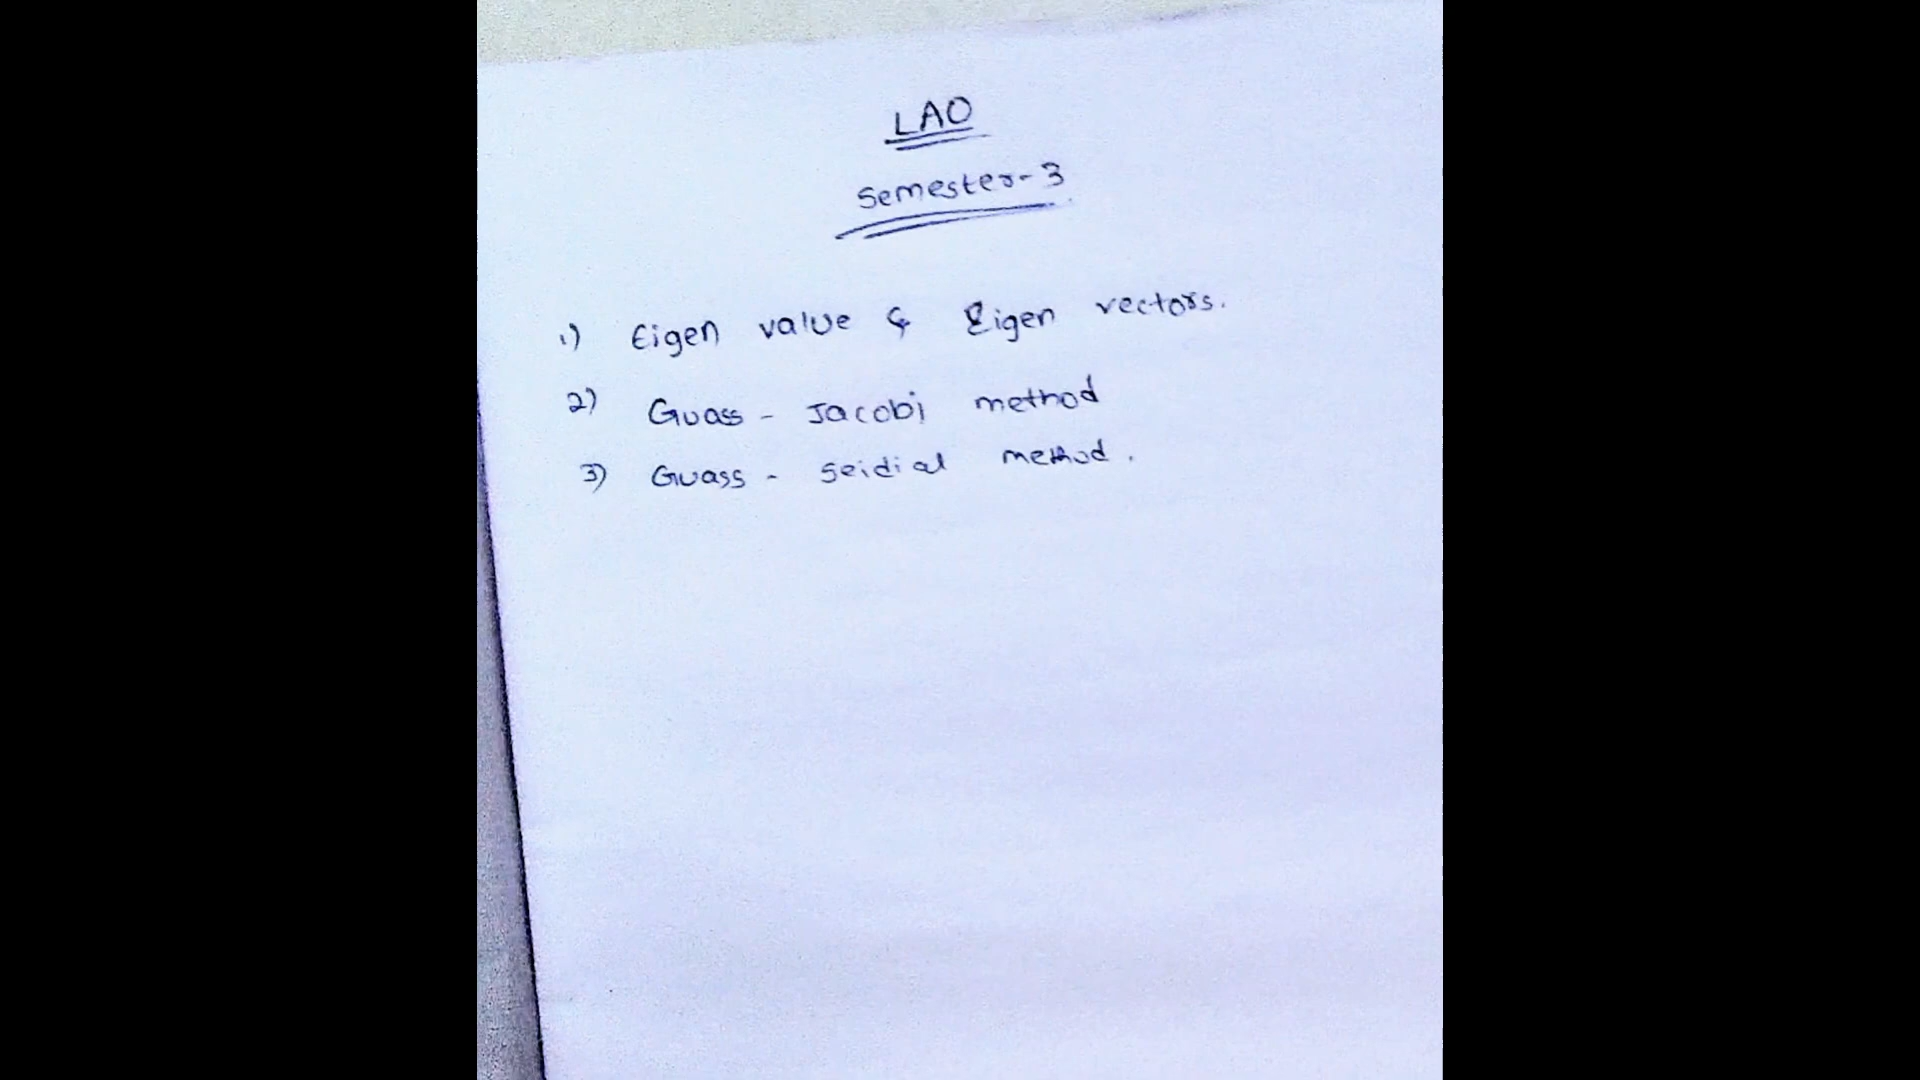 LAO
Semester-3
1) Eigen value & Eigen vectors.
2) Guass - Jacobi method
3) Guass - Seidial method.